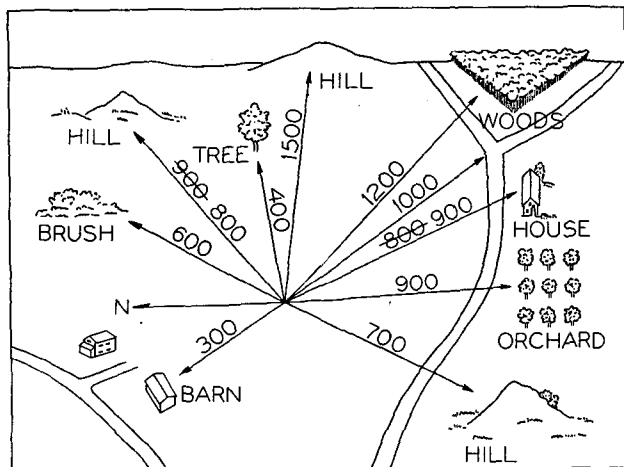 HILL
1500
WOODS
HILL
TREE
1200
1000
900 800
400
800 900
HOUSE
BRUSH
600
900
N
ORCHARD
300
700
BARN
HILL